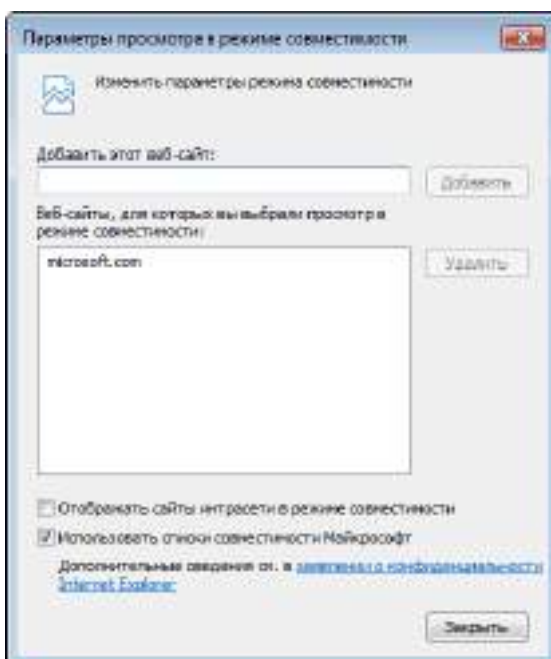 Параметры просмотра в режиме совместимости
Изменить параметры режима совместимости
Добавить этот веб-сайт:
Добавить
Веб-сайты, для которых вы выбрали просмотр в
режиме совместимости:
microsoft.com
Удалить
Отображать сайты интрасети в режиме совместимости
Использовать списки совместимости Майкрософт
Дополнительные сведения см. в заявлении о конфиденциальности
Internet Explorer
Закрыть